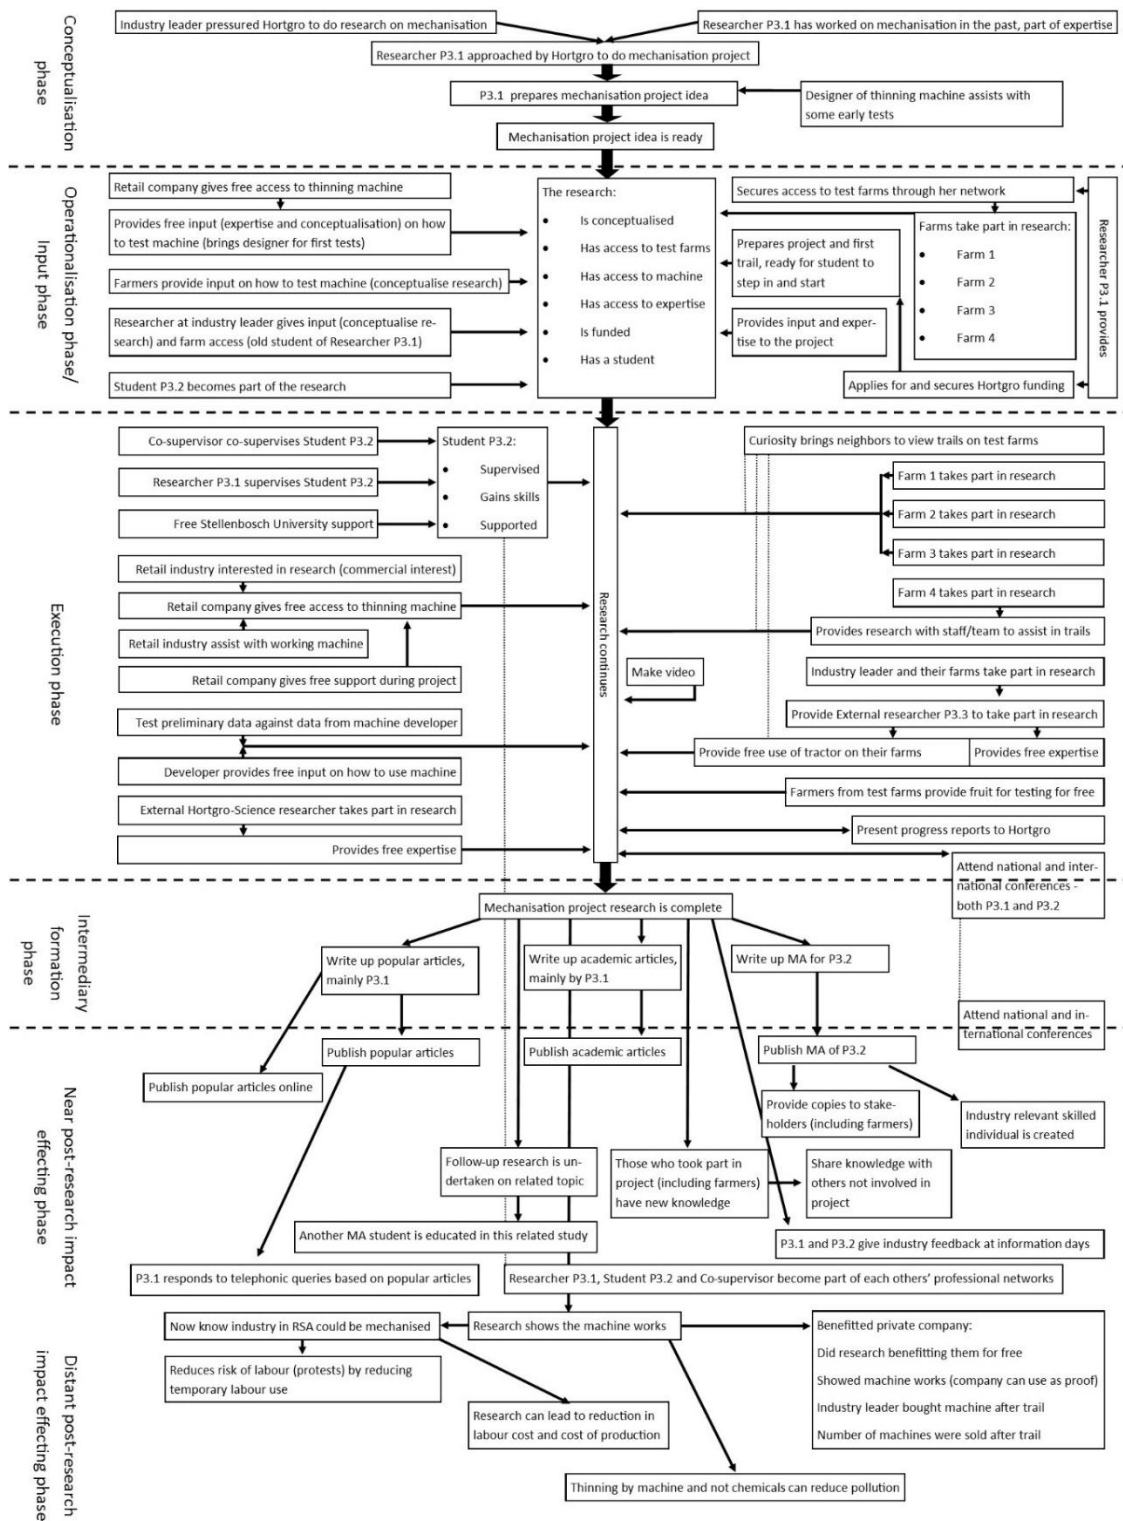 Conceptualisation
phase
Industry leader pressured Hortgro to do research on mechanisation
Researcher P3.1 has worked on mechanisation in the past, part of expertise
Researcher P3.1 approached by Hortgro to do mechanisation project
P3.1 prepares mechanisation project idea
Designer of thinning machine assists with
some early tests
Mechanisation project idea is ready
Operationalisation phase/
Input phase
Retail company gives free access to thinning machine
Provides free input (expertise and conceptualisation) on how
to test machine (brings designer for first tests)
Farmers provide input on how to test machine (conceptualise research)
Researcher at industry leader gives input (conceptualise re-
search) and farm access (old student of Researcher P3.1)
Student P3.2 becomes part of the research
The research:
• Is conceptualised
• Has access to test farms
• Has access to machine
• Has access to expertise
• Is funded
• Has a student
Secures access to test farms through her network
Prepares project and first
trail, ready for student to
step in and start
Provides input and exper-
tise to the project
Farms take part in research:
• Farm 1
• Farm 2
• Farm 3
• Farm 4
Applies for and secures Hortgro funding
Researcher P3.1 provides
Execution phase
Co-supervisor co-supervises Student P3.2
Researcher P3.1 supervises Student P3.2
Free Stellenbosch University support
Student P3.2:
• Supervised
• Gains skills
• Supported
Retail industry interested in research (commercial interest)
Retail company gives free access to thinning machine
Retail industry assist with working machine
Retail company gives free support during project
Test preliminary data against data from machine developer
Developer provides free input on how to use machine
External Hortgro-Science researcher takes part in research
Provides free expertise
Research continues
Curiosity brings neighbors to view trails on test farms
Farm 1 takes part in research
Farm 2 takes part in research
Farm 3 takes part in research
Farm 4 takes part in research
Provides research with staff/team to assist in trails
Make video
Industry leader and their farms take part in research
Provide External researcher P3.3 to take part in research
Provide free use of tractor on their farms
Provides free expertise
Farmers from test farms provide fruit for testing for free
Present progress reports to Hortgro
Attend national and inter-
national conferences -
both P3.1 and P3.2
Intermediary
formation
phase
Mechanisation project research is complete
Write up popular articles,
mainly P3.1
Write up academic articles,
mainly by P3.1
Write up MA for P3.2
Attend national and in-
ternational conferences
Near post-research impact
effecting phase
Publish popular articles
Publish academic articles
Publish MA of P3.2
Publish popular articles online
Provide copies to stake-
holders (including farmers)
Industry relevant skilled
individual is created
Follow-up research is un-
dertaken on related topic
Those who took part in
project (including farmers)
have new knowledge
Share knowledge with
others not involved in
project
Another MA student is educated in this related study
P3.1 and P3.2 give industry feedback at information days
P3.1 responds to telephonic queries based on popular articles
Researcher P3.1, Student P3.2 and Co-supervisor become part of each others' professional networks
Distant post-research
impact effecting phase
Now know industry in RSA could be mechanised
Research shows the machine works
Reduces risk of labour (protests) by reducing
temporary labour use
Research can lead to reduction in
labour cost and cost of production
Benefitted private company:
Did research benefitting them for free
Showed machine works (company can use as proof)
Industry leader bought machine after trail
Number of machines were sold after trail
Thinning by machine and not chemicals can reduce pollution